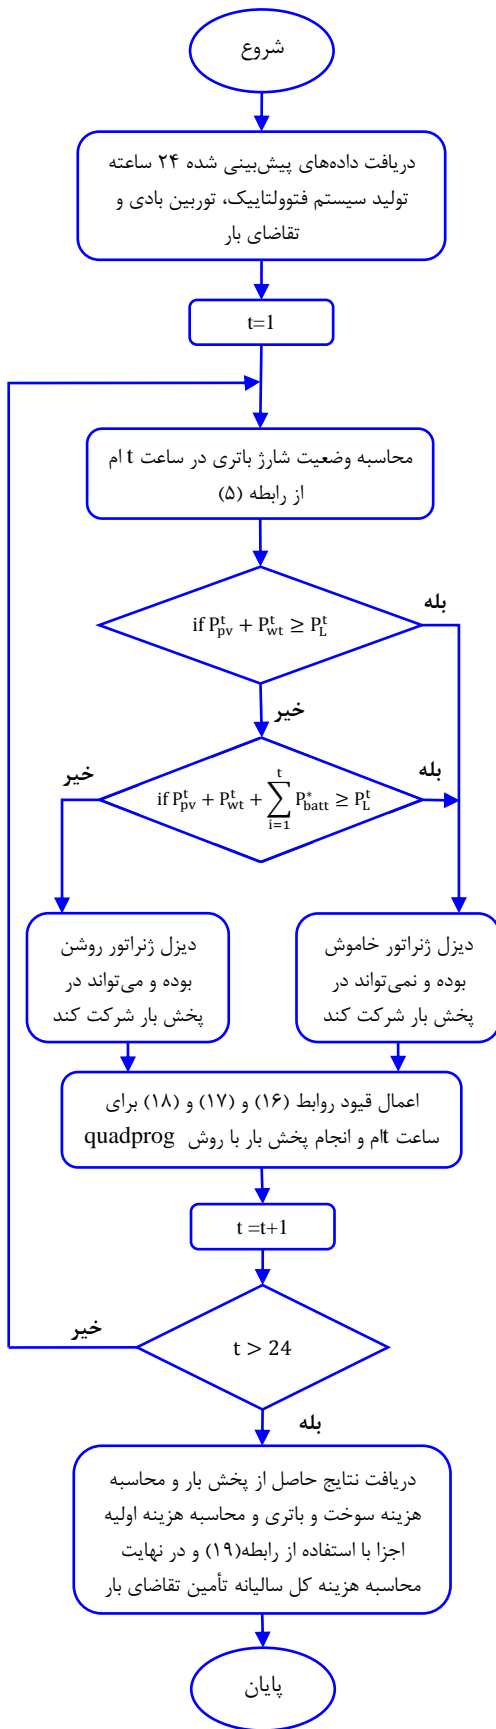 شروع
دریافت داده‌های پیش‌بینی شده ۲۴ ساعته
تولید سیستم فتوولتاییک، توربین بادی و
تقاضای بار
t=1
محاسبه وضعیت شارژ باتری در ساعت t ام
از رابطه (۵)
بله
if P_pv^t + P_wt^t ≥ P_L^t
خیر
خیر
بله
if P_pv^t + P_wt^t + ∑_{i=1}^{t} P_batt^* ≥ P_L^t
دیزل ژنراتور خاموش
بوده و نمی‌تواند در
پخش بار شرکت کند
دیزل ژنراتور روشن
بوده و می‌تواند در
پخش بار شرکت کند
اعمال قیود روابط (۱۶) و (۱۷) و (۱۸) برای
ساعت tام و انجام پخش بار با روش quadprog
t =t+1
خیر
t > 24
بله
دریافت نتایج حاصل از پخش بار و محاسبه
هزینه سوخت و باتری و محاسبه هزینه اولیه
اجزا با استفاده از رابطه(۱۹) و در نهایت
محاسبه هزینه کل سالیانه تأمین تقاضای بار
پایان